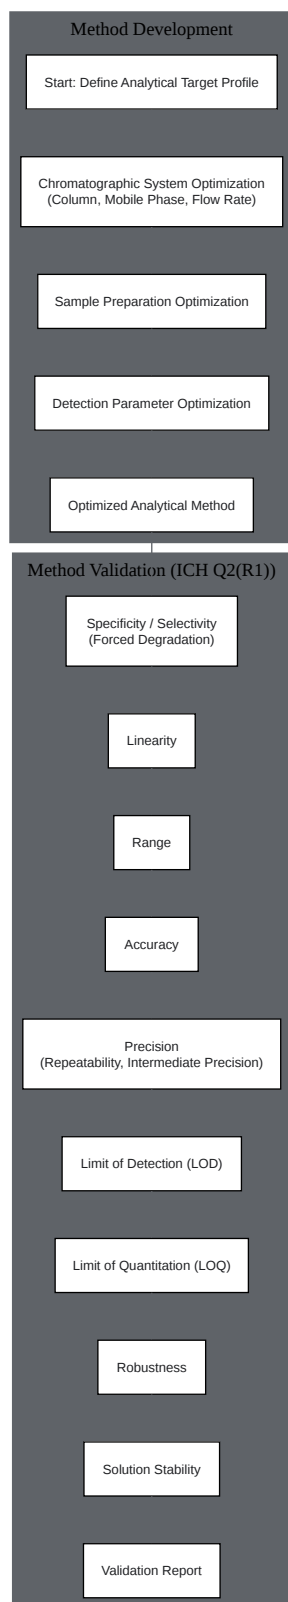 Method Development
Start: Define Analytical Target Profile
Chromatographic System Optimization
(Column, Mobile Phase, Flow Rate)
Sample Preparation Optimization
Detection Parameter Optimization
Optimized Analytical Method
Method Validation (ICH Q2(R1))
Specificity / Selectivity
(Forced Degradation)
Linearity
Range
Accuracy
Precision
(Repeatability, Intermediate Precision)
Limit of Detection (LOD)
Limit of Quantitation (LOQ)
Robustness
Solution Stability
Validation Report